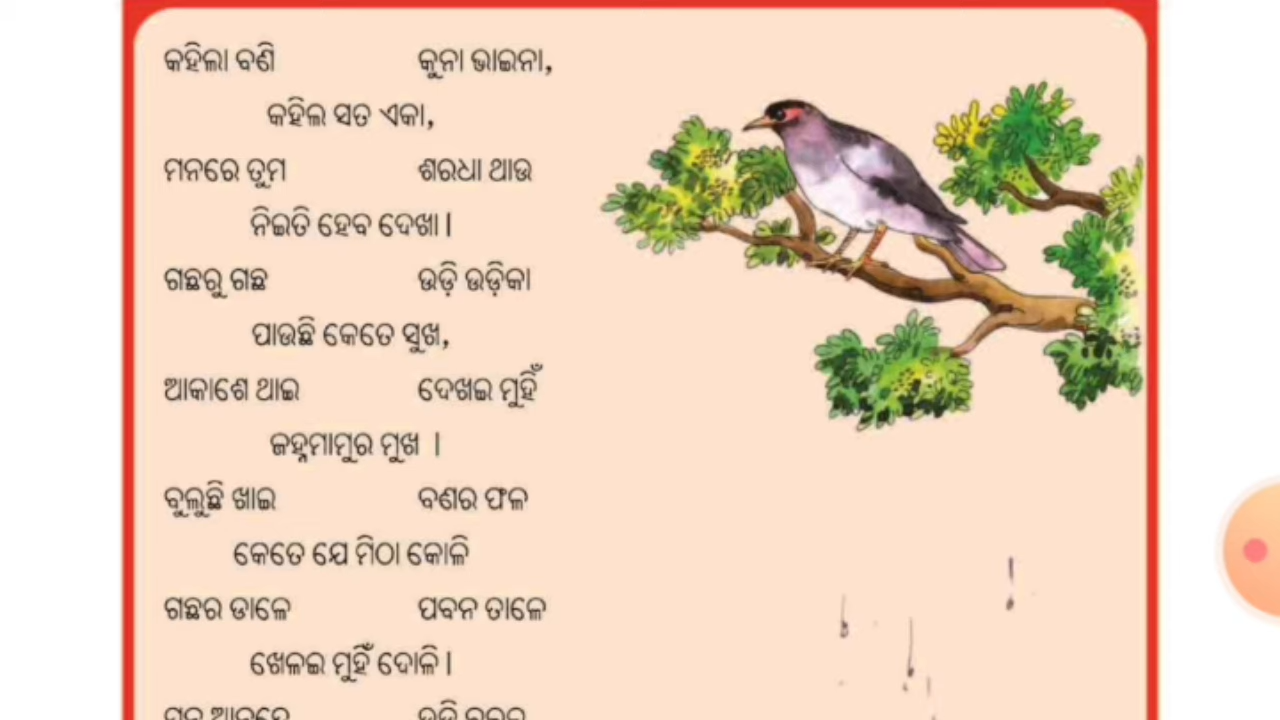 କହିଲା ବଣି କୁନା ଭାଇନା,
କହିଲ ସତ ଏକା,
ମନରେ ତୁମ ଶରଧା ଥାଉ
ନିଇତି ହେବ ଦେଖା।
ଗଛରୁ ଗଛ ଉଡ଼ି ଉଡ଼ିକା
ପାଉଛି କେତେ ସୁଖ,
ଆକାଶେ ଥାଇ ଦେଖଇ ମୁହିଁ
ଜହ୍ନମାମୁର ମୁଖ ।
ବୁଲୁଛି ଖାଇ ବଣର ଫଳ
କେତେ ଯେ ମିଠା କୋଳି
ଗଛର ଡାଳେ ପବନ ତାଳେ
ଖେଳଇ ମୁହିଁ ଦୋଳି।